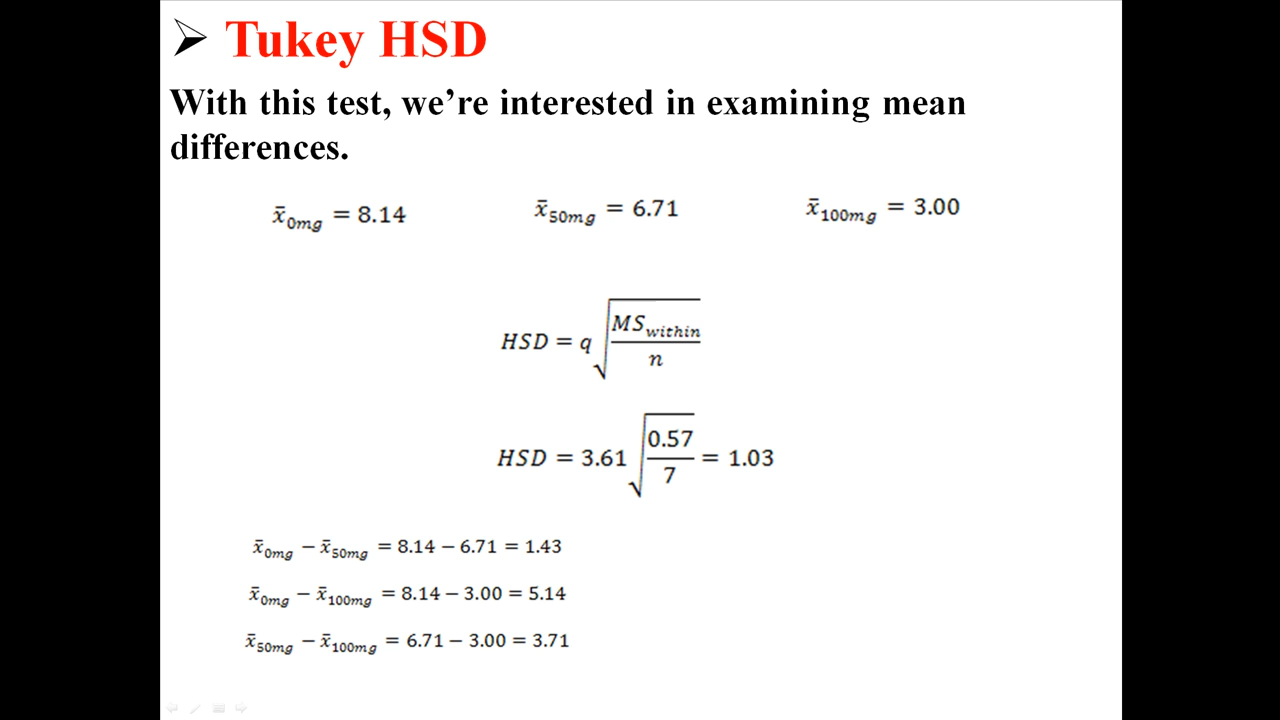 ➢ Tukey HSD
With this test, we’re interested in examining mean
differences.
x̄₀mg = 8.14 x̄₅₀mg = 6.71 x̄₁₀₀mg = 3.00
HSD = q √(MSwithin / n)
HSD = 3.61 √(0.57 / 7) = 1.03
x̄₀mg − x̄₅₀mg = 8.14 − 6.71 = 1.43
x̄₀mg − x̄₁₀₀mg = 8.14 − 3.00 = 5.14
x̄₅₀mg − x̄₁₀₀mg = 6.71 − 3.00 = 3.71